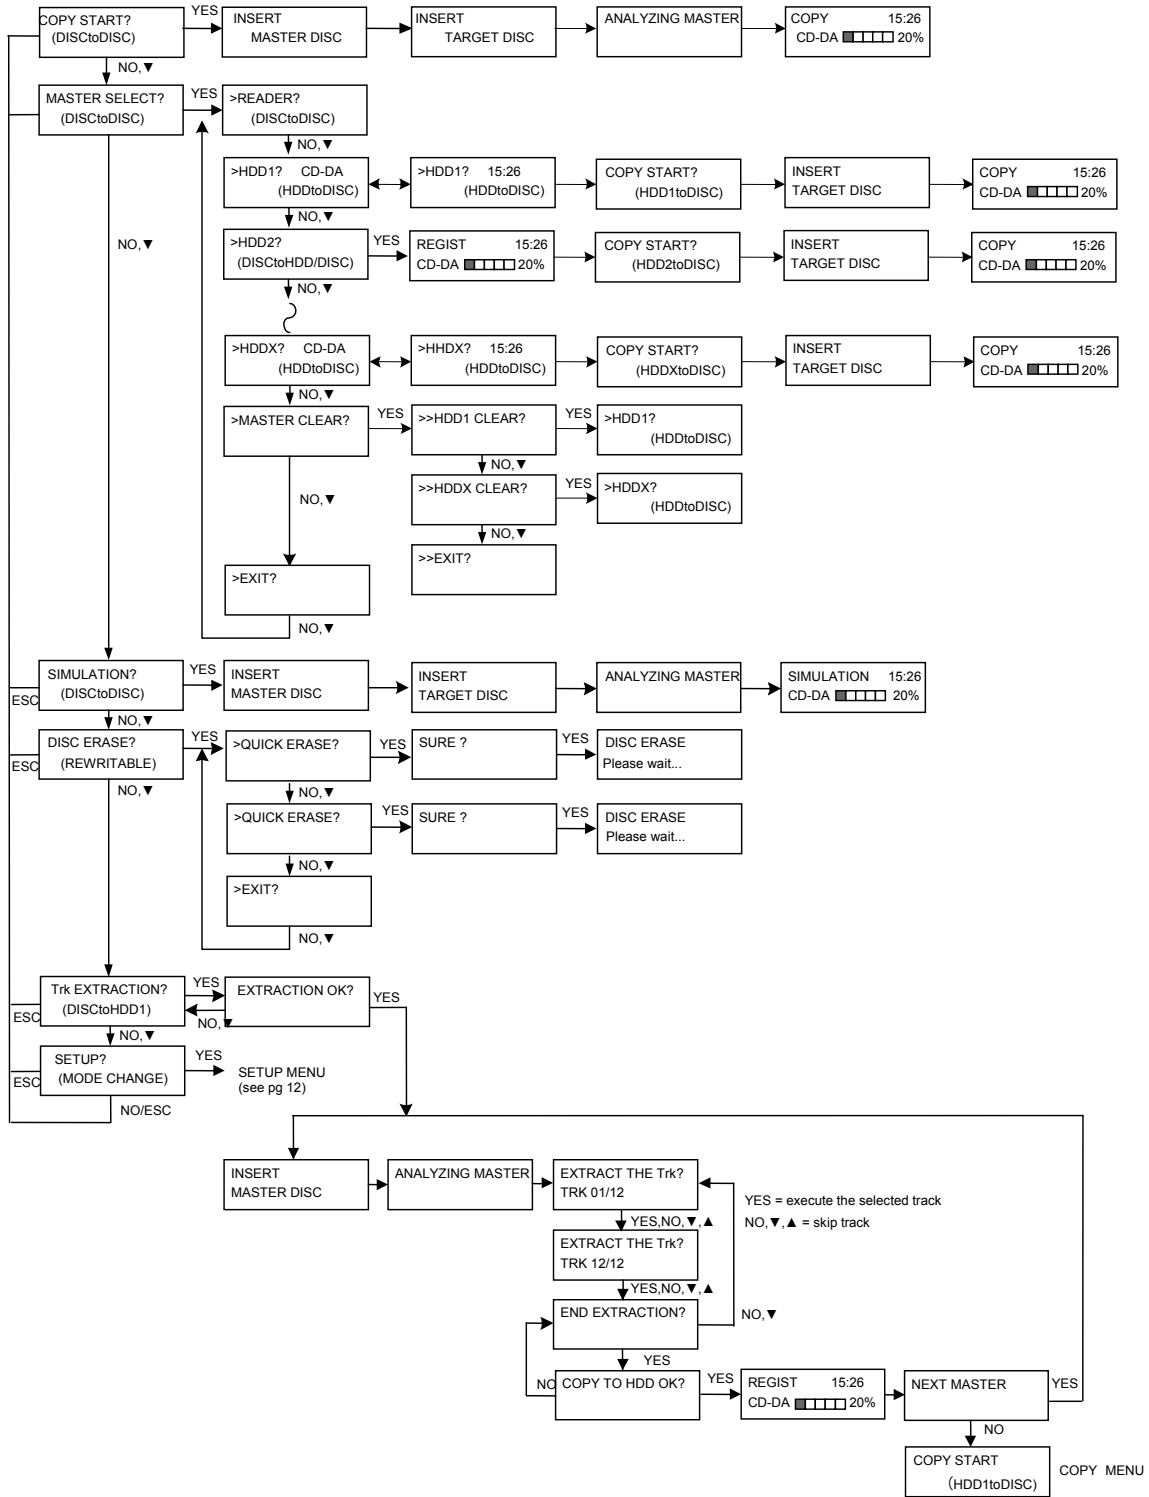 COPY START?
(DISCtoDISC)
YES
INSERT
MASTER DISC
INSERT
TARGET DISC
ANALYZING MASTER
COPY 15:26
CD-DA 20%
NO,▼
MASTER SELECT?
(DISCtoDISC)
YES
>READER?
(DISCtoDISC)
NO,▼
>HDD1? CD-DA
(HDDtoDISC)
>HDD1? 15:26
(HDDtoDISC)
COPY START?
(HDD1toDISC)
INSERT
TARGET DISC
COPY 15:26
CD-DA 20%
NO,▼
NO,▼
>HDD2?
(DISCtoHDD/DISC)
YES
REGIST 15:26
CD-DA 20%
COPY START?
(HDD2toDISC)
INSERT
TARGET DISC
COPY 15:26
CD-DA 20%
NO,▼
>HDDX? CD-DA
(HDDtoDISC)
>HHDX? 15:26
(HDDtoDISC)
COPY START?
(HDDXtoDISC)
INSERT
TARGET DISC
COPY 15:26
CD-DA 20%
NO,▼
>MASTER CLEAR?
YES
>>HDD1 CLEAR?
YES
>HDD1?
(HDDtoDISC)
NO,▼
NO,▼
>>HDDX CLEAR?
YES
>HDDX?
(HDDtoDISC)
NO,▼
>>EXIT?
>EXIT?
NO,▼
SIMULATION?
(DISCtoDISC)
YES
INSERT
MASTER DISC
INSERT
TARGET DISC
ANALYZING MASTER
SIMULATION 15:26
CD-DA 20%
ESC
NO,▼
DISC ERASE?
(REWRITABLE)
YES
>QUICK ERASE?
YES
SURE ?
YES
DISC ERASE
Please wait...
ESC
NO,▼
NO,▼
>QUICK ERASE?
YES
SURE ?
YES
DISC ERASE
Please wait...
NO,▼
>EXIT?
NO,▼
Trk EXTRACTION?
(DISCtoHDD1)
YES
EXTRACTION OK?
YES
ESC
NO,▼
NO,▼
SETUP?
(MODE CHANGE)
YES
SETUP MENU
(see pg 12)
ESC
NO/ESC
INSERT
MASTER DISC
ANALYZING MASTER
EXTRACT THE Trk?
TRK 01/12
YES = execute the selected track
NO,▼,▲ = skip track
YES,NO,▼,▲
EXTRACT THE Trk?
TRK 12/12
YES,NO,▼,▲
END EXTRACTION?
NO,▼
YES
NO
COPY TO HDD OK?
YES
REGIST 15:26
CD-DA 20%
NEXT MASTER
YES
NO
COPY START
(HDD1toDISC)
COPY MENU